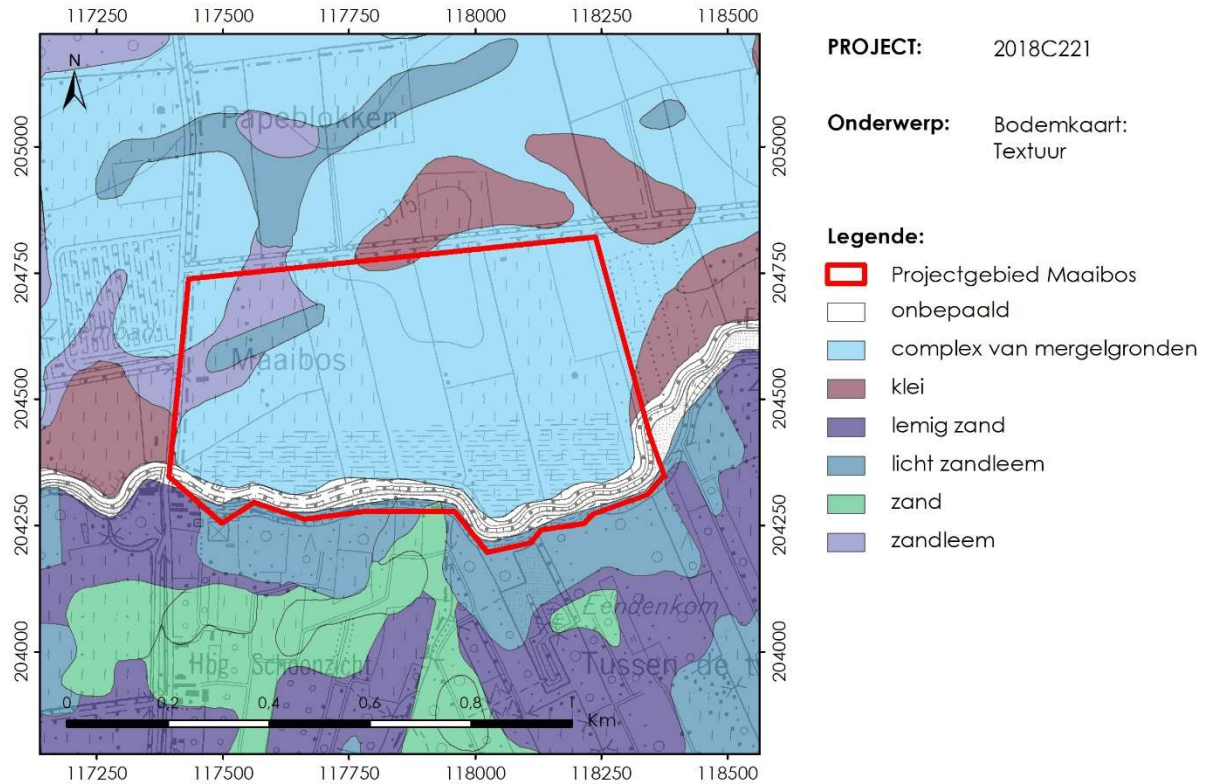 117250 117500 117750 118000 118250 118500
N
Papeblokken
205000
205000
3,75
204750
204750
Maaibos
204500
204500
204250
204250
Eendenkom
204000
204000
Hbg Schoonzicht
Tussen de
0 0,2 0,4 0,6 0,8 1
Km
117250 117500 117750 118000 118250 118500
PROJECT: 2018C221
Onderwerp: Bodemkaart:
Textuur
Legende:
Projectgebied Maaibos
onbepaald
complex van mergelgronden
klei
lemig zand
licht zandleem
zand
zandleem